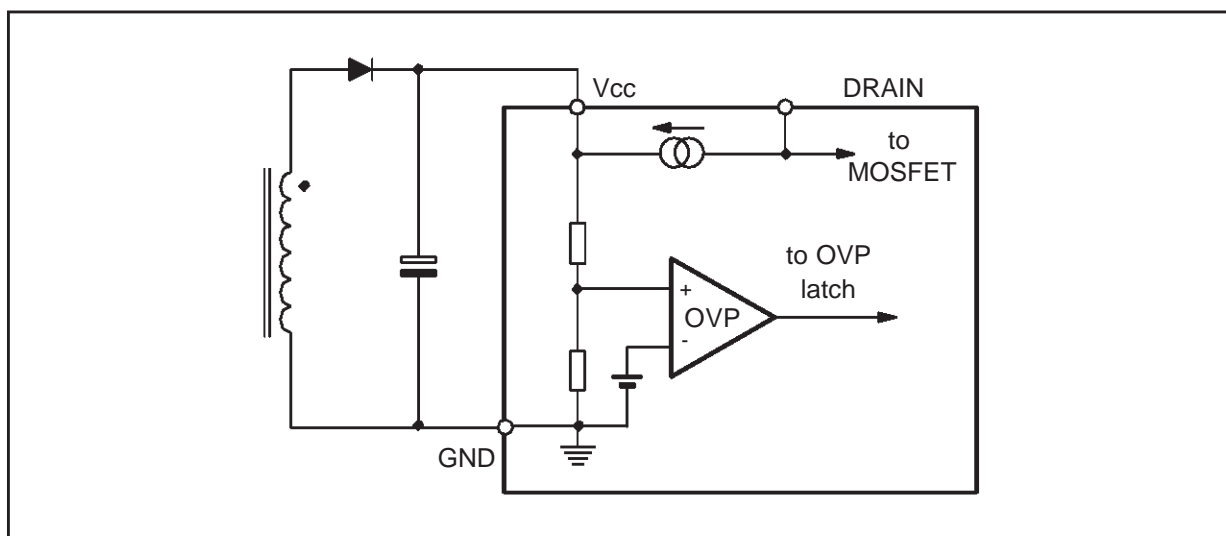 Vcc
DRAIN
to
MOSFET
to OVP
latch
+
OVP
-
GND